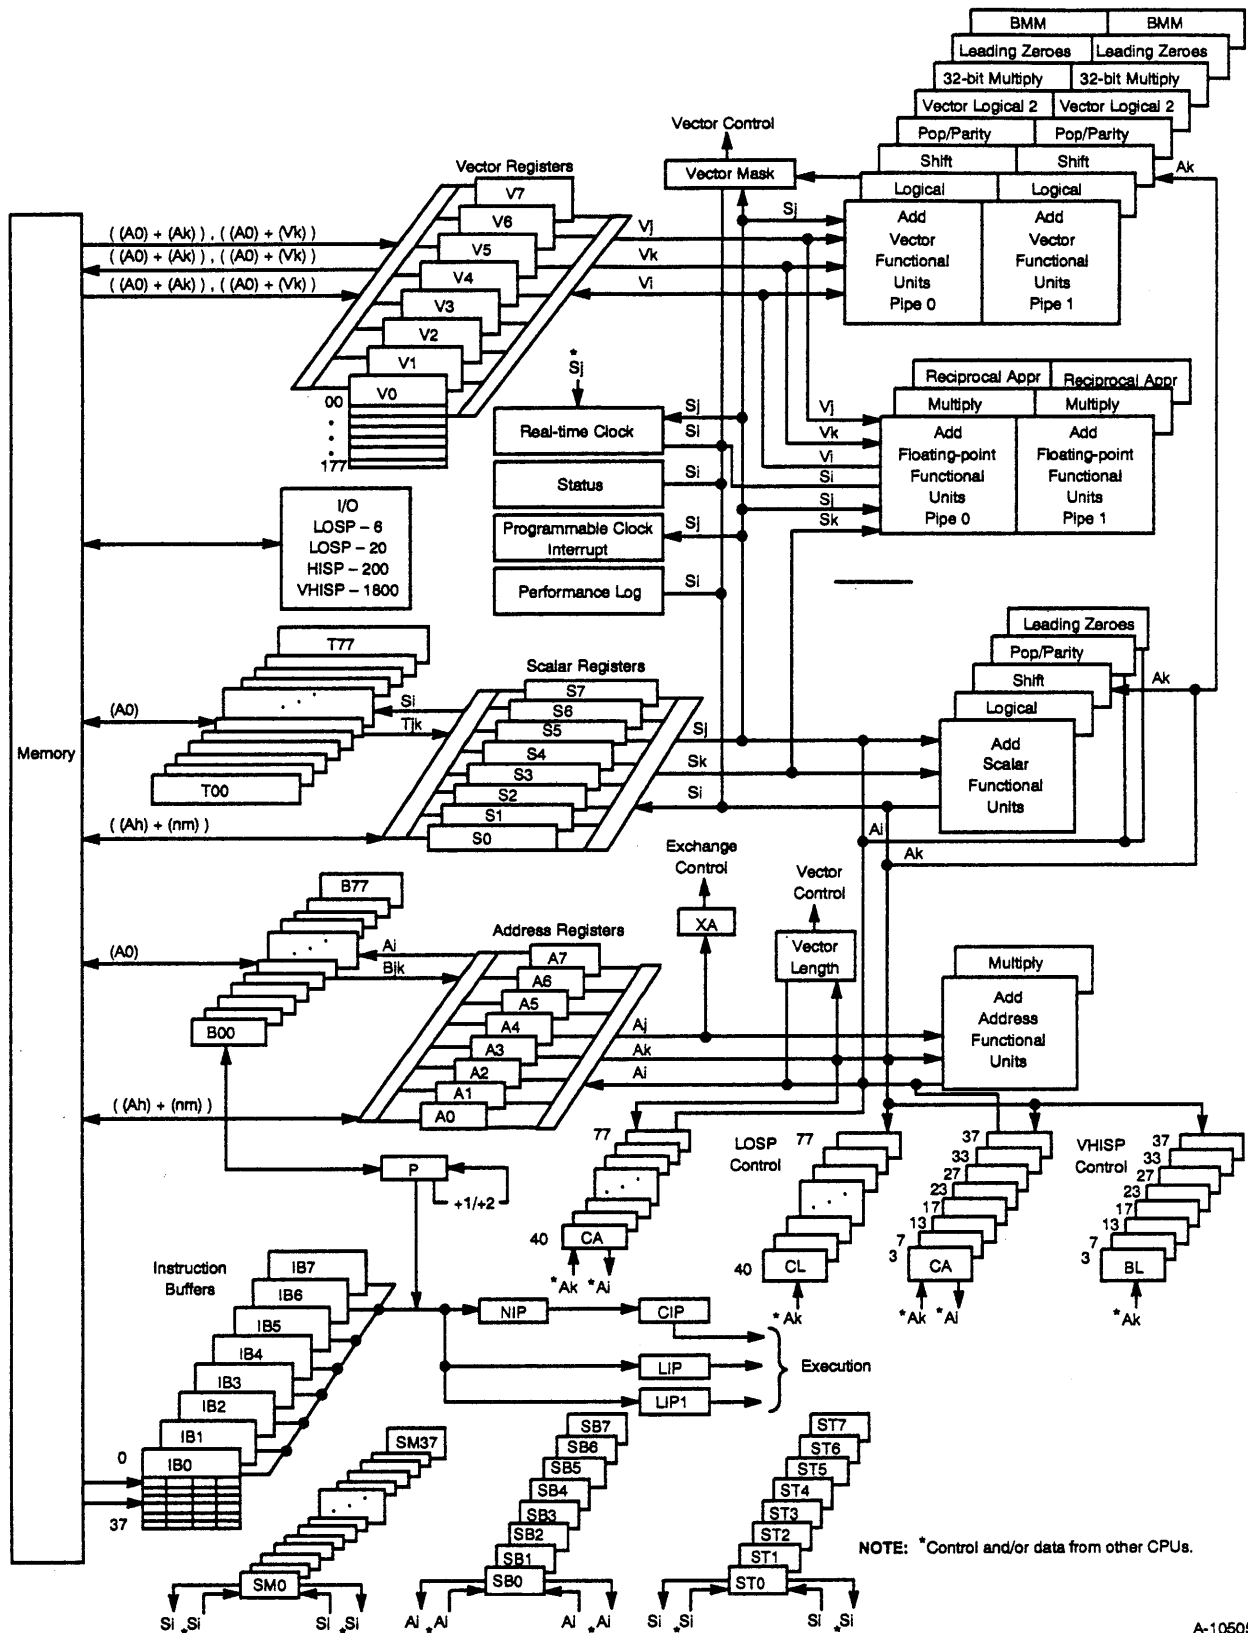 BMM BMM
Leading Zeroes Leading Zeroes
32-bit Multiply 32-bit Multiply
Vector Logical 2 Vector Logical 2
Pop/Parity Pop/Parity
Shift Shift
Logical Logical
Add Vector Functional Units Pipe 0
Add Vector Functional Units Pipe 1
Ak
Vector Control
Vector Mask
Sj
Vj
Vk
Vi
Vector Registers
V7
V6
V5
V4
V3
V2
V1
V0
00
177
( (A0) + (Ak) ) , ( (A0) + (Vk) )
( (A0) + (Ak) ) , ( (A0) + (Vk) )
( (A0) + (Ak) ) , ( (A0) + (Vk) )
Memory
*
Sj
Real-time Clock
Sj
Si
Status
Si
Programmable Clock Interrupt
Sj
Performance Log
Si
Reciprocal Appr Reciprocal Appr
Multiply Multiply
Add Floating-point Functional Units Pipe 0
Add Floating-point Functional Units Pipe 1
Vj
Vk
Vi
Si
Sj
Sk
I/O
LOSP – 6
LOSP – 20
HISP – 200
VHISP – 1800
T77
T00
(A0)
Si
Tjk
Scalar Registers
S7
S6
S5
S4
S3
S2
S1
S0
( (Ah) + (nm) )
Sj
Sk
Si
Leading Zeroes
Pop/Parity
Shift
Logical
Add
Scalar
Functional
Units
Ak
Ai
Ak
Exchange
Control
XA
Vector
Control
Vector
Length
B77
B00
(A0)
Ai
Bjk
Address Registers
A7
A6
A5
A4
A3
A2
A1
A0
( (Ah) + (nm) )
Aj
Ak
Ai
Multiply
Add
Address
Functional
Units
P
+1/+2
77
40
CA
*Ak *Ai
LOSP
Control
77
40
CL
*Ak
37
33
27
23
17
13
7
3
CA
*Ak *Ai
VHISP
Control
37
33
27
23
17
13
7
3
BL
*Ak
Instruction
Buffers
IB7
IB6
IB5
IB4
IB3
IB2
IB1
IB0
0
37
NIP
CIP
LIP
LIP1
Execution
SM37
SM0
Si *Si Si *Si
SB7
SB6
SB5
SB4
SB3
SB2
SB1
SB0
Ai *Ai Ai *Ai
ST7
ST6
ST5
ST4
ST3
ST2
ST1
ST0
Si *Si Si *Si
NOTE: *Control and/or data from other CPUs.
A-10505